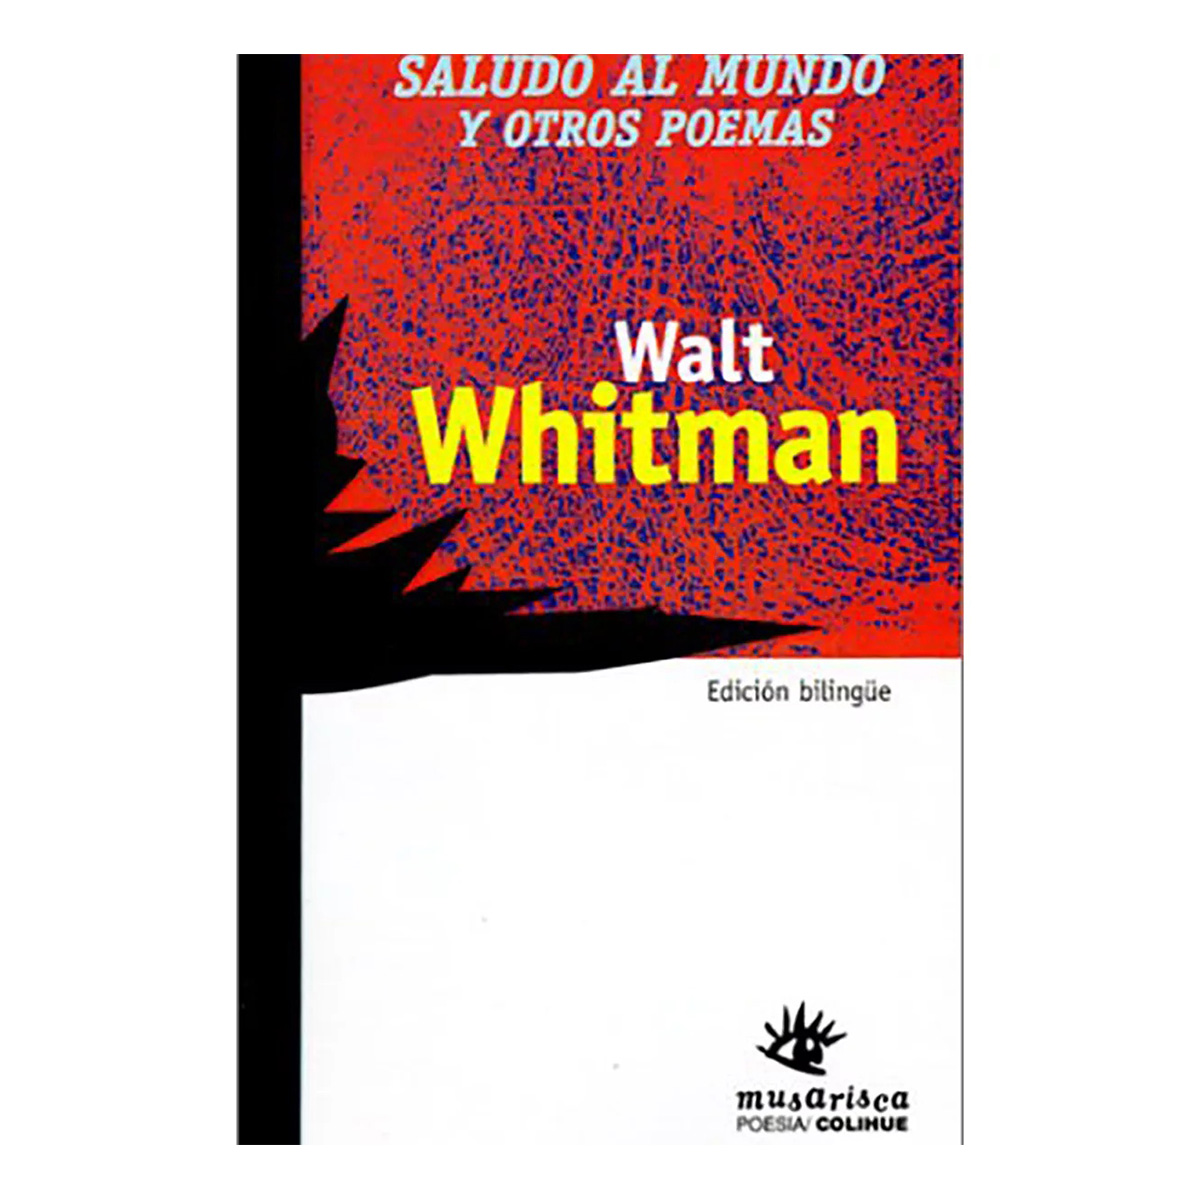 SALUDO AL MUNDO
Y OTROS POEMAS
Walt
Whitman
Edición bilingüe
musarisca
POESIA/ COLIHUE